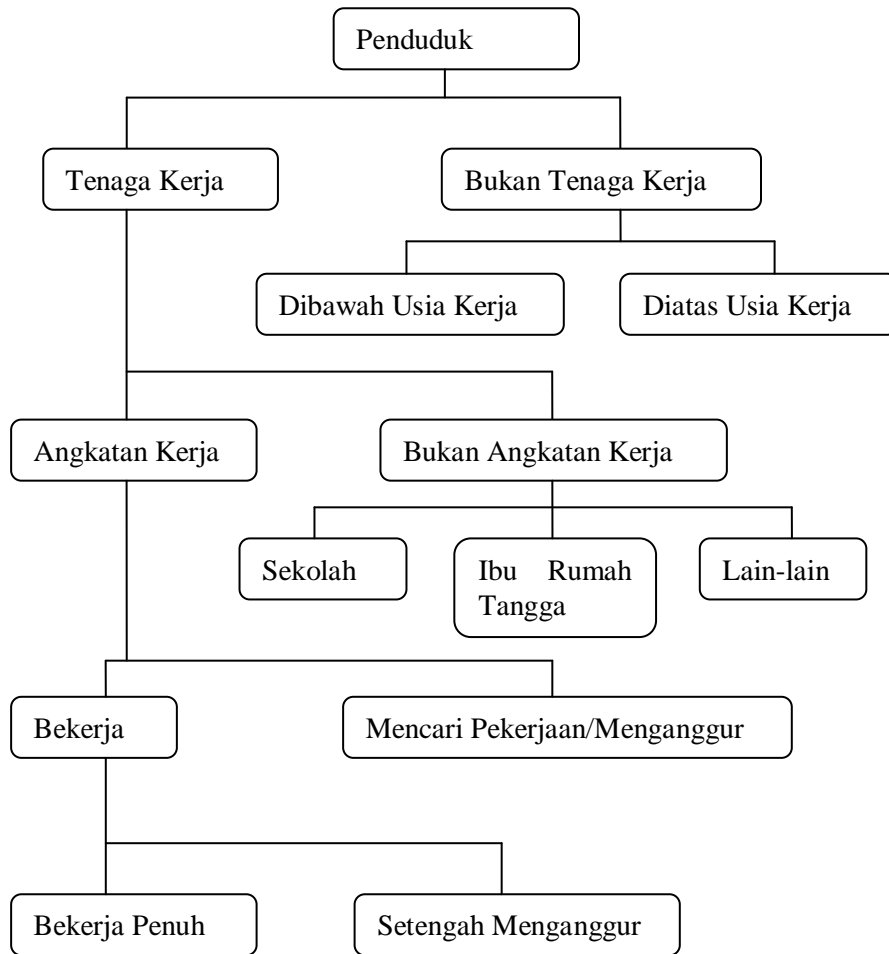 Penduduk
Tenaga Kerja
Bukan Tenaga Kerja
Dibawah Usia Kerja
Diatas Usia Kerja
Angkatan Kerja
Bukan Angkatan Kerja
Sekolah
Ibu Rumah
Tangga
Lain-lain
Bekerja
Mencari Pekerjaan/Menganggur
Bekerja Penuh
Setengah Menganggur